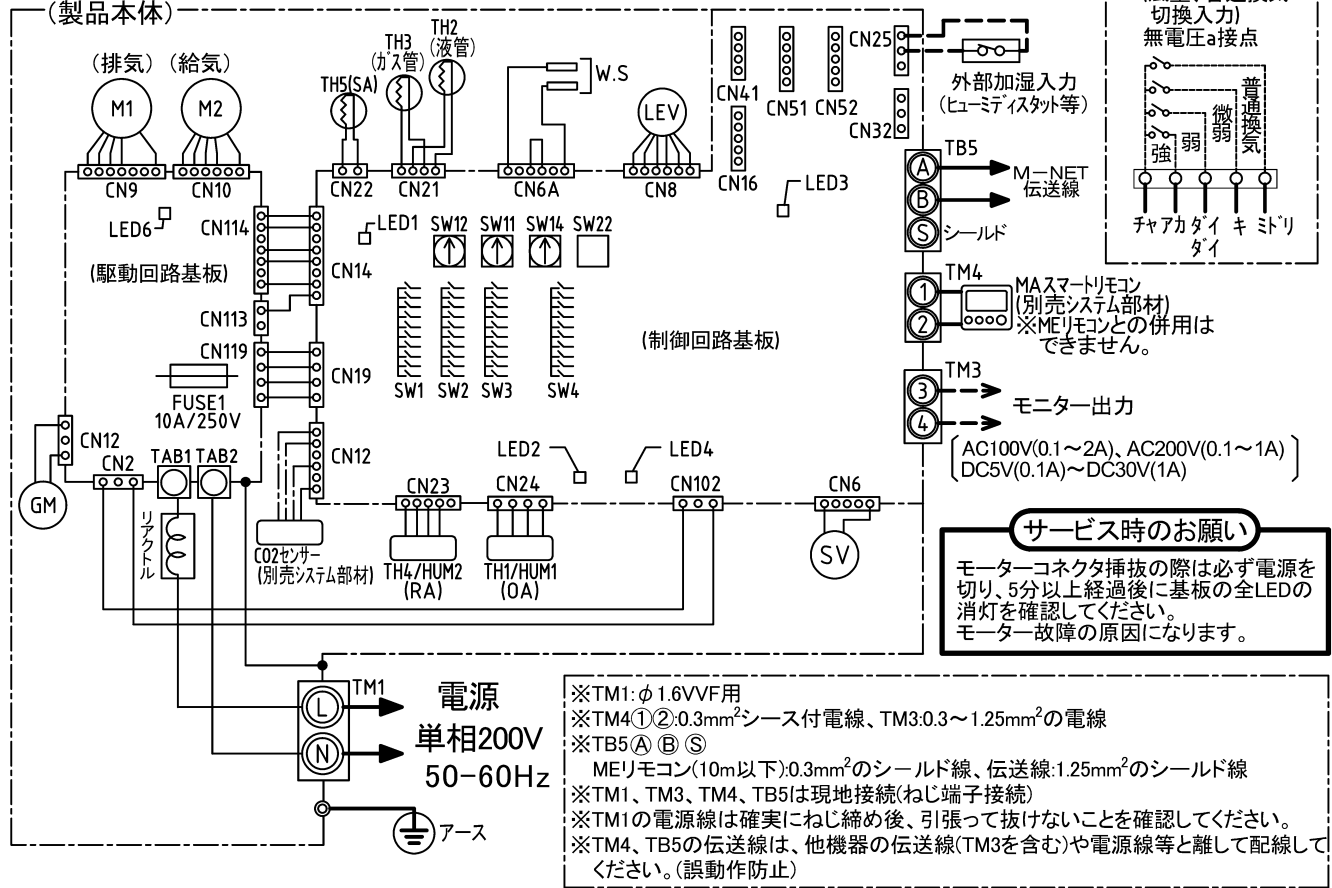 (製品本体)
(排気)
(給気)
M1
M2
CN9
CN10
LED6
(駆動回路基板)
CN114
CN14
CN113
CN119
CN19
FUSE1
10A/250V
CN12
CN2
TAB1
TAB2
GM
リアクトル
TH5(SA)
TH3
(ガス管)
TH2
(液管)
W.S
LEV
CN22
CN21
CN6A
CN8
LED1
SW12
SW11
SW14
SW22
SW1
SW2
SW3
SW4
(制御回路基板)
CN41
CN51
CN52
CN16
CN25
CN32
LED3
外部加湿入力
(ヒューミディスタット等)
切換入力)
無電圧a接点
強
弱
微弱
普通換気
チャ
アカ
ダイ
ダイ
キ
ミドリ
TB5
A
B
S
M-NET
伝送線
シールド
TM4
1
2
MAスマートリモコン
(別売システム部材)
※MEリモコンとの併用は
できません。
TM3
3
4
モニター出力
AC100V(0.1~2A)、AC200V(0.1~1A)
DC5V(0.1A)~DC30V(1A)
CN12
LED2
LED4
CN23
CN24
CN102
CN6
CO2センサー
(別売システム部材)
TH4/HUM2
(RA)
TH1/HUM1
(OA)
SV
サービス時のお願い
モーターコネクタ挿抜の際は必ず電源を
切り、5分以上経過後に基板の全LEDの
消灯を確認してください。
モーター故障の原因になります。
TM1
L
N
電源
単相200V
50-60Hz
アース
※TM1:φ1.6VVF用
※TM4①②:0.3mm²シース付電線、TM3:0.3~1.25mm²の電線
※TB5Ⓐ Ⓑ Ⓢ
MEリモコン(10m以下):0.3mm²のシールド線、伝送線:1.25mm²のシールド線
※TM1、TM3、TM4、TB5は現地接続(ねじ端子接続)
※TM1の電源線は確実にねじ締め後、引張って抜けないことを確認してください。
※TM4、TB5の伝送線は、他機器の伝送線(TM3を含む)や電源線等と離して配線して
ください。(誤動作防止)